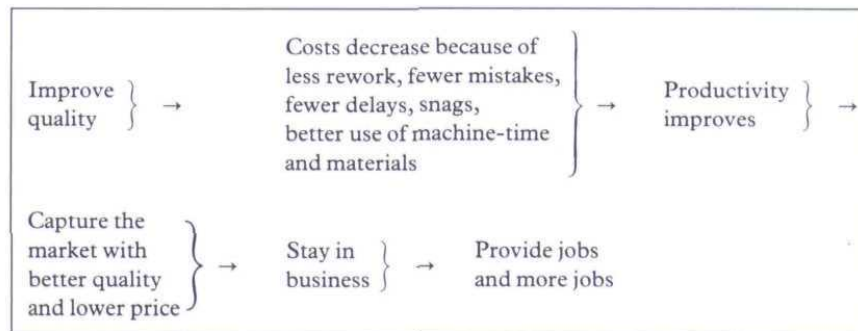 Improve
quality
→
Costs decrease because of
less rework, fewer mistakes,
fewer delays, snags,
better use of machine-time
and materials
→
Productivity
improves
→
Capture the
market with
better quality
and lower price
→
Stay in
business
→
Provide jobs
and more jobs